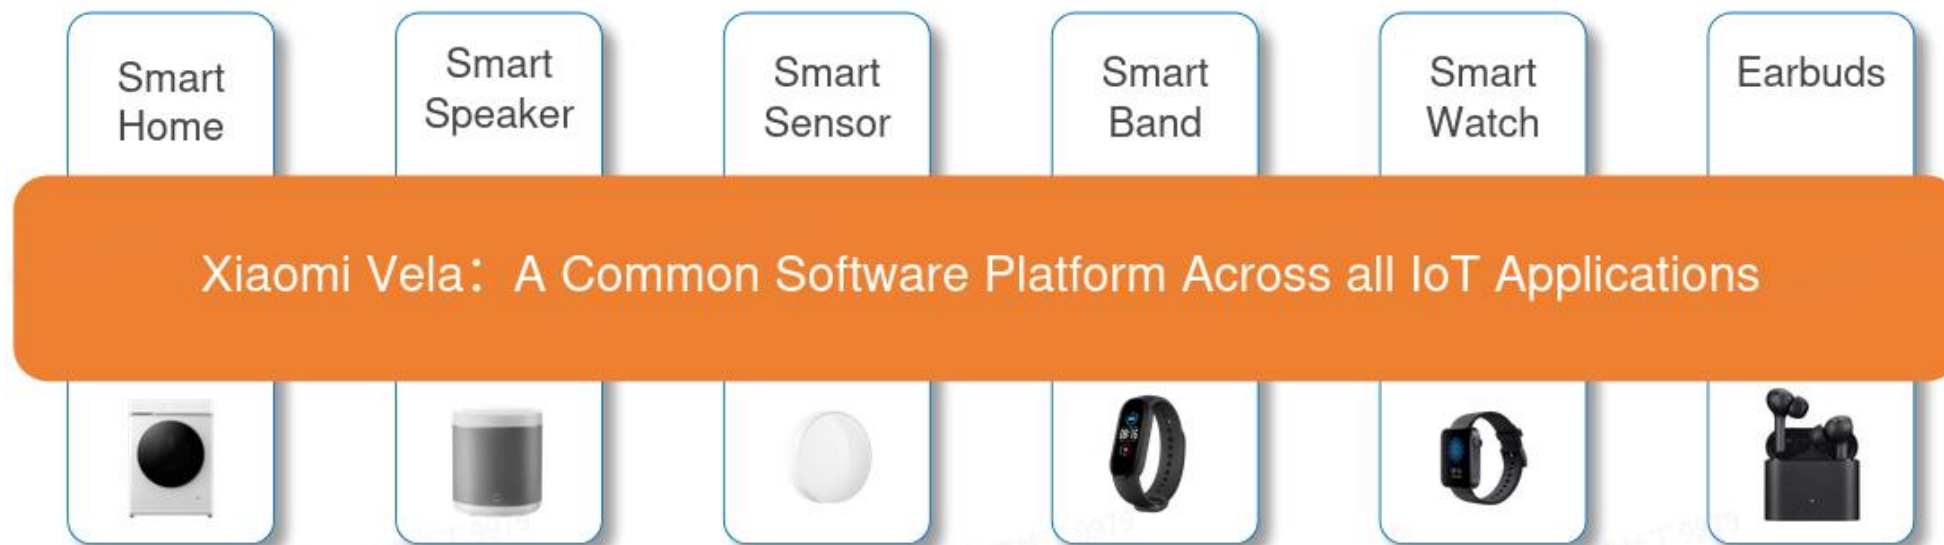 Smart
Home
Smart
Speaker
Smart
Sensor
Smart
Band
Smart
Watch
Earbuds
Xiaomi Vela：A Common Software Platform Across all IoT Applications